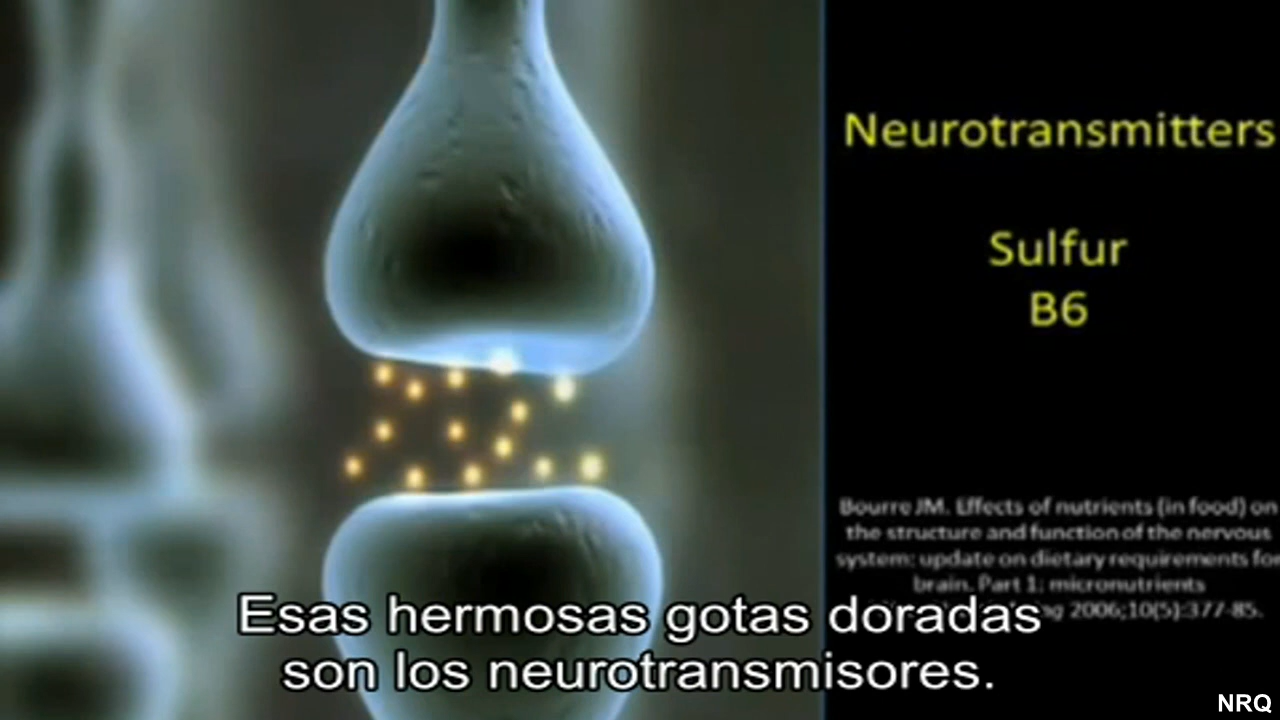 Neurotransmitters
Sulfur
B6
Bourre JM. Effects of nutrients (in food) on
the structure and function of the nervous
system: update on dietary requirements for
brain. Part 1: micronutrients
2006;10(5):377-85.
Esas hermosas gotas doradas
son los neurotransmisores.
NRQ